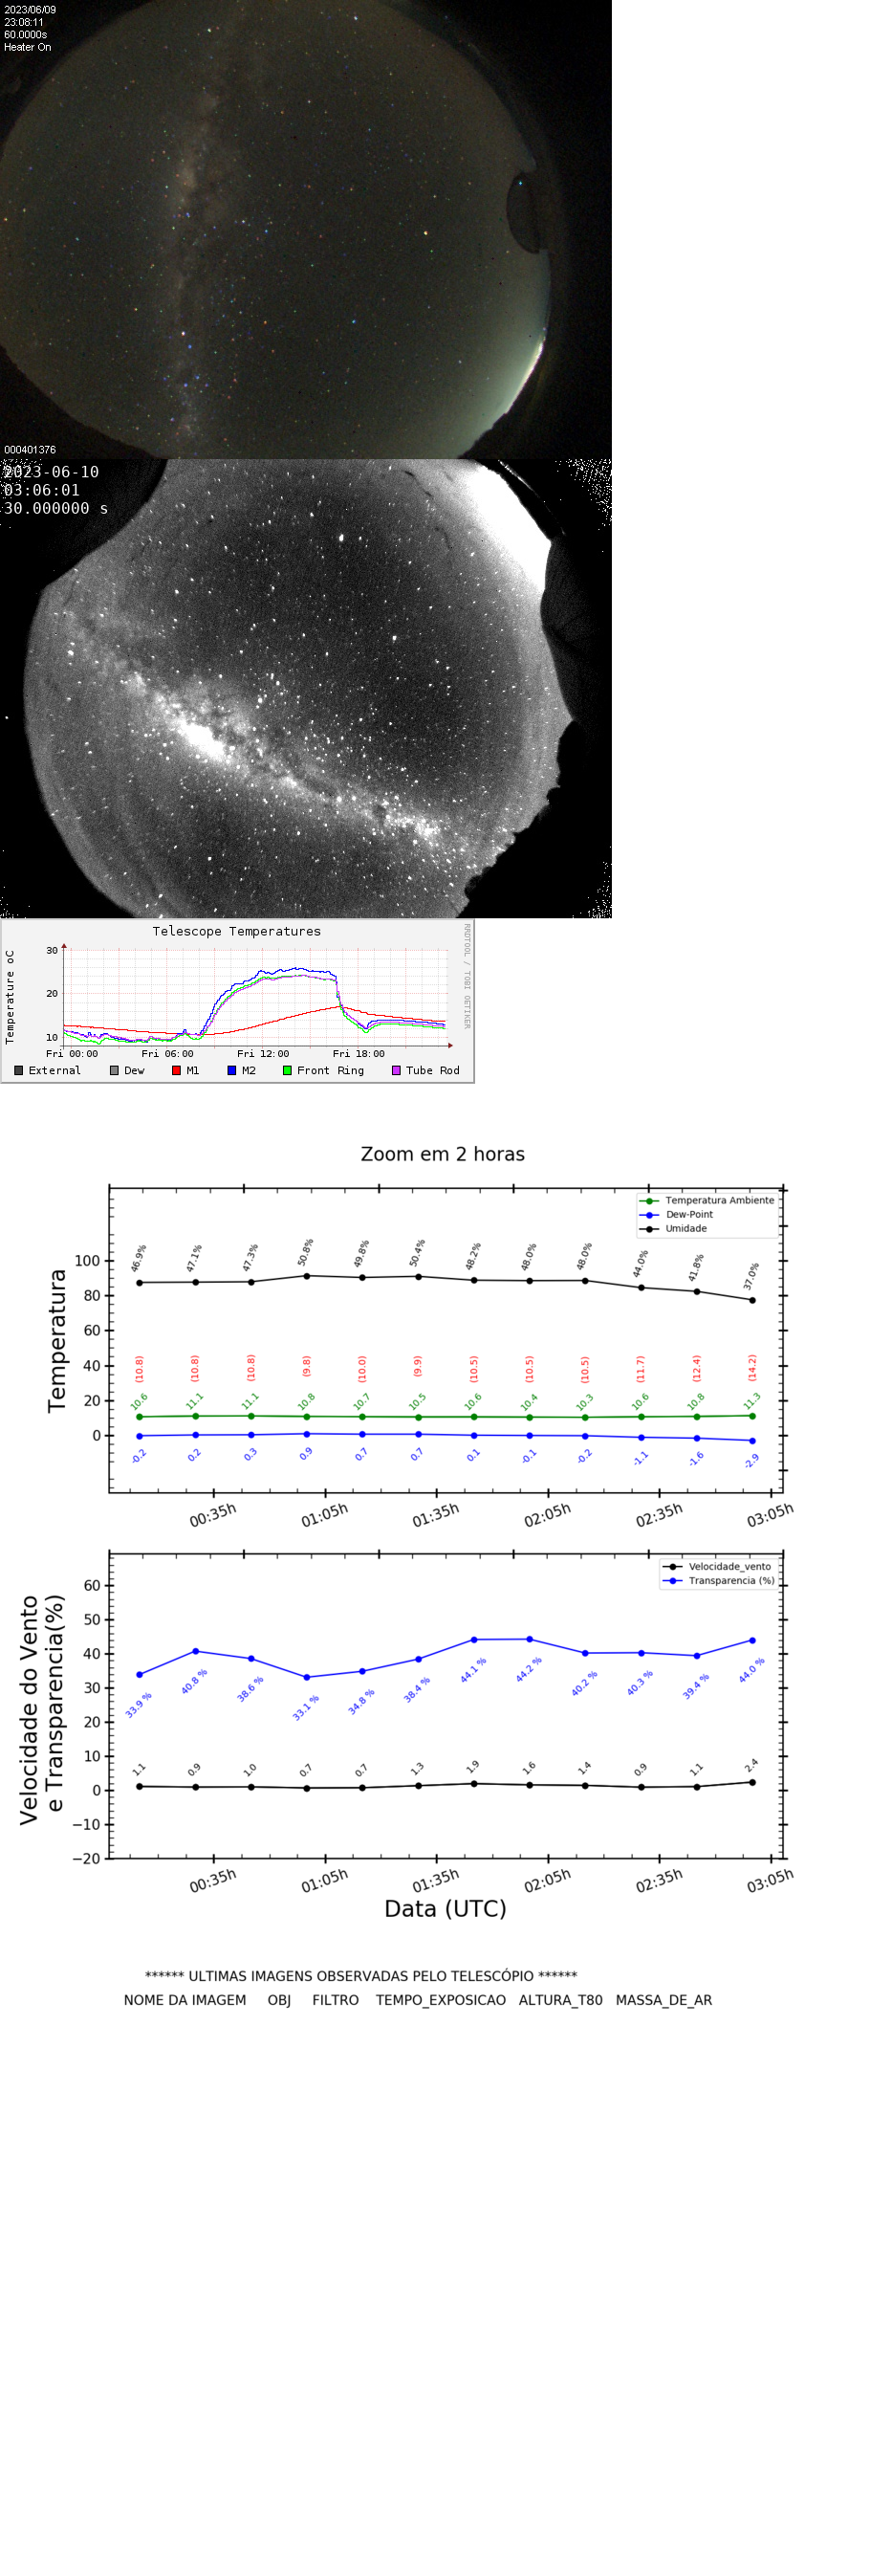 2023/06/09
23:08:11
60.0000s
Heater On
000401376
2023-06-10
03:06:01
30.000000 s
Telescope Temperatures
RRDTOOL / TOBI OETIKER
Temperature oC
30
20
10
Fri 00:00 Fri 06:00 Fri 12:00 Fri 18:00
External Dew M1 M2 Front Ring Tube Rod
Zoom em 2 horas
Temperatura Ambiente
Dew-Point
Umidade
Temperatura
100
80
60
40
20
0
46.9% 47.1% 47.3% 50.8% 49.8% 50.4% 48.2% 48.0% 48.0% 44.0% 41.8% 37.0%
(10.8) (10.8) (10.8) (9.8) (10.0) (9.9) (10.5) (10.5) (10.5) (11.7) (12.4) (14.2)
10.6 11.1 11.1 10.8 10.7 10.5 10.6 10.4 10.3 10.6 10.8 11.3
-0.2 0.2 0.3 0.9 0.7 0.7 0.1 -0.1 -0.2 -1.1 -1.6 -2.9
00:35h 01:05h 01:35h 02:05h 02:35h 03:05h
Velocidade_vento
Transparencia (%)
Velocidade do Vento
e Transparencia(%)
60
50
40
30
20
10
0
−10
−20
33.9 % 40.8 % 38.6 % 33.1 % 34.8 % 38.4 % 44.1 % 44.2 % 40.2 % 40.3 % 39.4 % 44.0 %
1.1 0.9 1.0 0.7 0.7 1.3 1.9 1.6 1.4 0.9 1.1 2.4
00:35h 01:05h 01:35h 02:05h 02:35h 03:05h
Data (UTC)
****** ULTIMAS IMAGENS OBSERVADAS PELO TELESCÓPIO ******
NOME DA IMAGEM OBJ FILTRO TEMPO_EXPOSICAO ALTURA_T80 MASSA_DE_AR